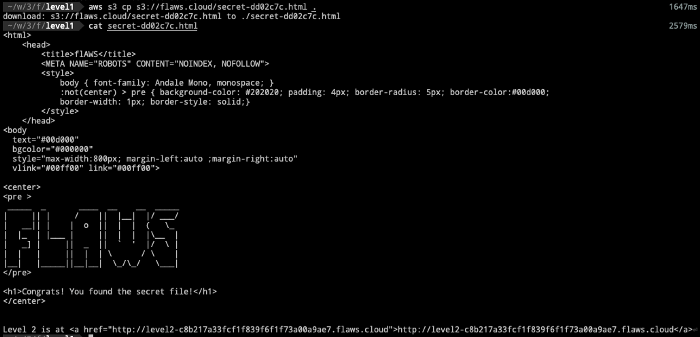 ~/w/3/f/level1 aws s3 cp s3://flaws.cloud/secret-dd02c7c.html . 1647ms
download: s3://flaws.cloud/secret-dd02c7c.html to ./secret-dd02c7c.html
~/w/3/f/level1 cat secret-dd02c7c.html 2579ms
<html>
<head>
<title>flAWS</title>
<META NAME="ROBOTS" CONTENT="NOINDEX, NOFOLLOW">
<style>
body { font-family: Andale Mono, monospace; }
:not(center) > pre { background-color: #202020; padding: 4px; border-radius: 5px; border-color:#00d000;
border-width: 1px; border-style: solid;}
</style>
</head>
<body
text="#00d000"
bgcolor="#000000"
style="max-width:800px; margin-left:auto ;margin-right:auto"
vlink="#00ff00" link="#00ff00">
<center>
<pre >
FLAWS
</pre>
<h1>Congrats! You found the secret file!</h1>
</center>
Level 2 is at <a href="http://level2-c8b217a33fcf1f839f6f1f73a00a9ae7.flaws.cloud">http://level2-c8b217a33fcf1f839f6f1f73a00a9ae7.flaws.cloud</a>